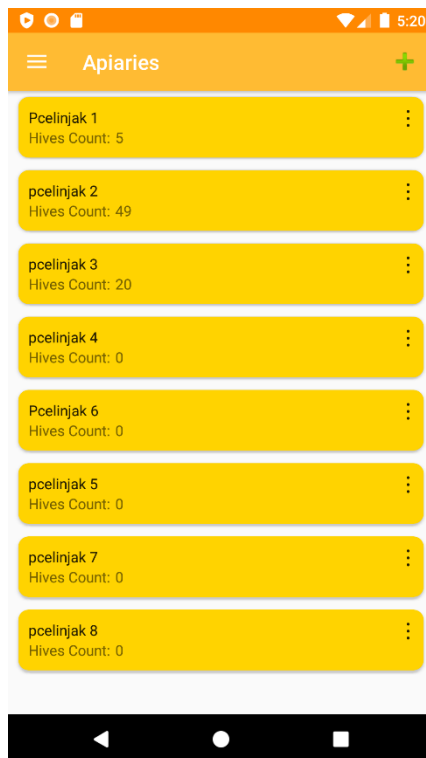 5:20
Apiaries
Pcelinjak 1
Hives Count: 5
pcelinjak 2
Hives Count: 49
pcelinjak 3
Hives Count: 20
pcelinjak 4
Hives Count: 0
Pcelinjak 6
Hives Count: 0
pcelinjak 5
Hives Count: 0
pcelinjak 7
Hives Count: 0
pcelinjak 8
Hives Count: 0